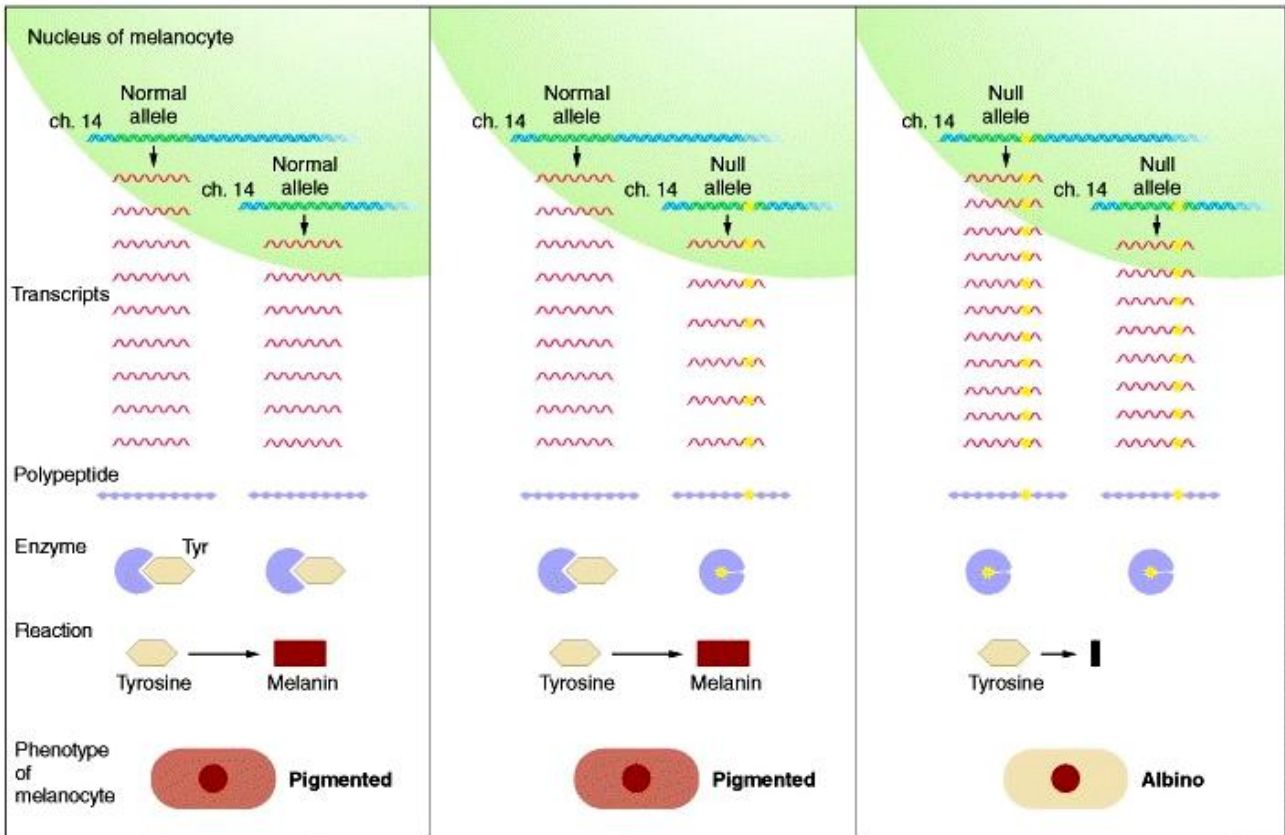 Nucleus of melanocyte
Normal
allele
ch. 14
Normal
allele
ch. 14
Normal
allele
ch. 14
Null
allele
ch. 14
Null
allele
ch. 14
Null
allele
ch. 14
Transcripts
Polypeptide
Enzyme
Tyr
Reaction
Tyrosine
Melanin
Tyrosine
Melanin
Tyrosine
Phenotype
of
melanocyte
Pigmented
Pigmented
Albino